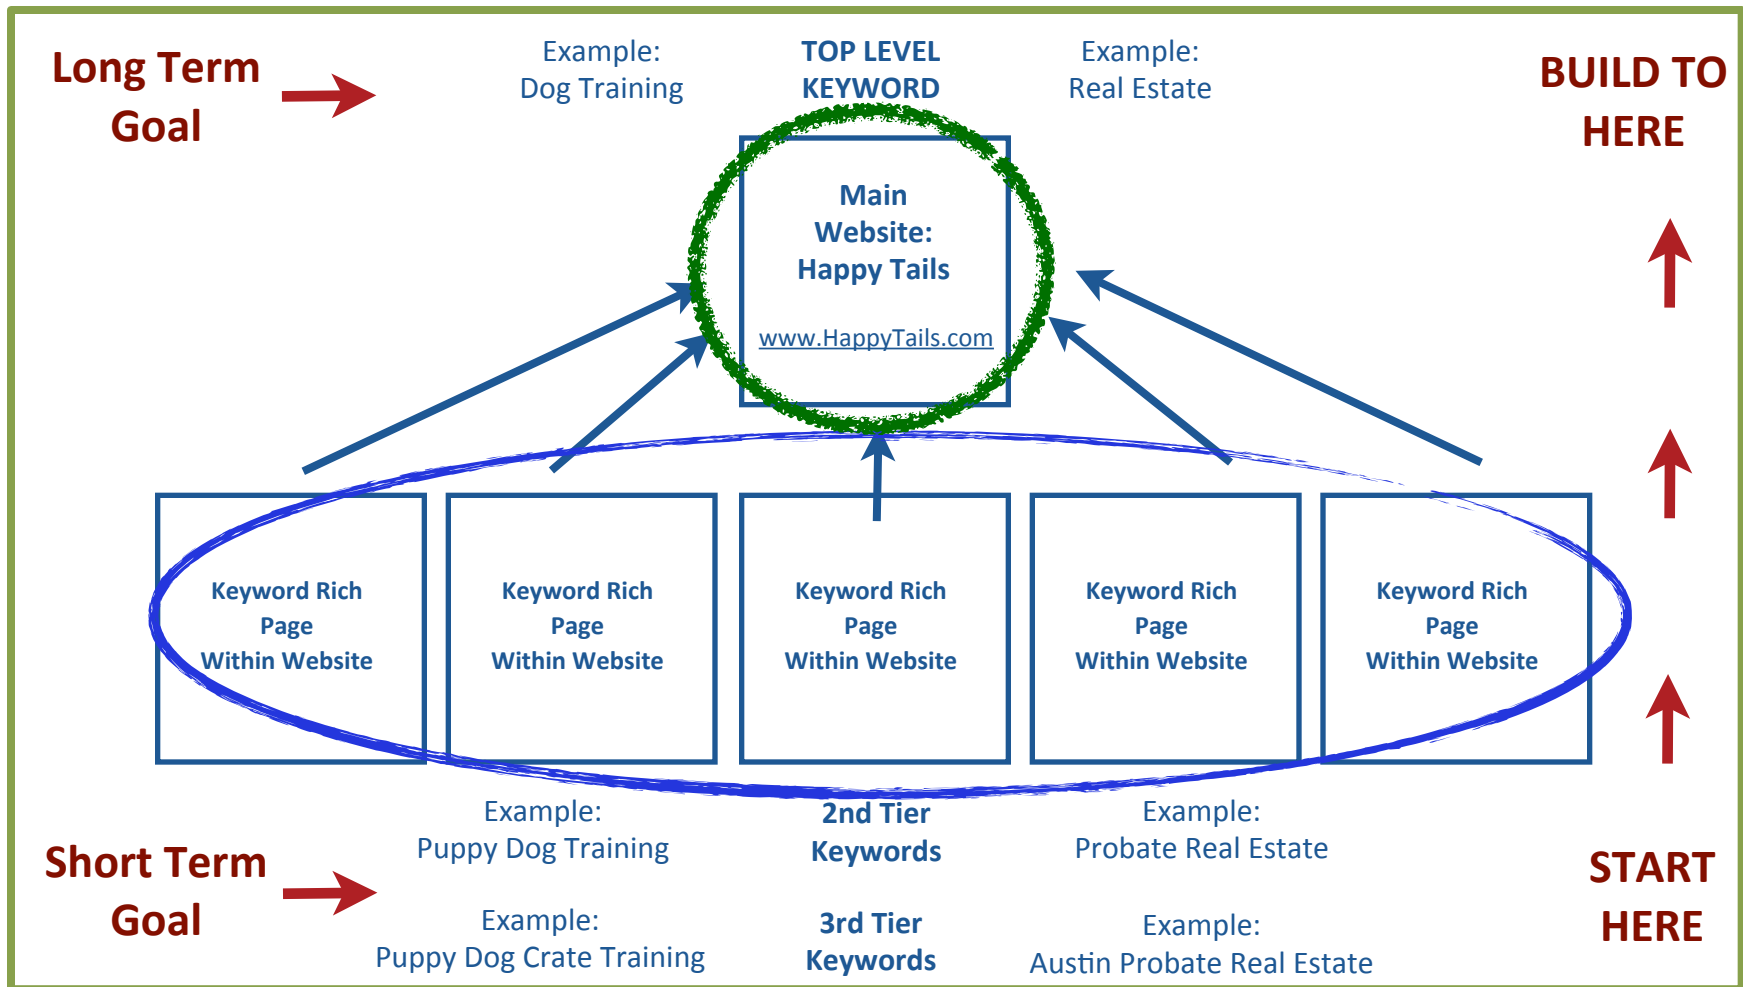 Long Term
Goal
Example:
Dog Training
TOP LEVEL
KEYWORD
Example:
Real Estate
BUILD TO
HERE
Main
Website:
Happy Tails
www.HappyTails.com
Keyword Rich
Page
Within Website
Keyword Rich
Page
Within Website
Keyword Rich
Page
Within Website
Keyword Rich
Page
Within Website
Keyword Rich
Page
Within Website
Short Term
Goal
Example:
Puppy Dog Training
2nd Tier
Keywords
Example:
Probate Real Estate
Example:
Puppy Dog Crate Training
3rd Tier
Keywords
Example:
Austin Probate Real Estate
START
HERE